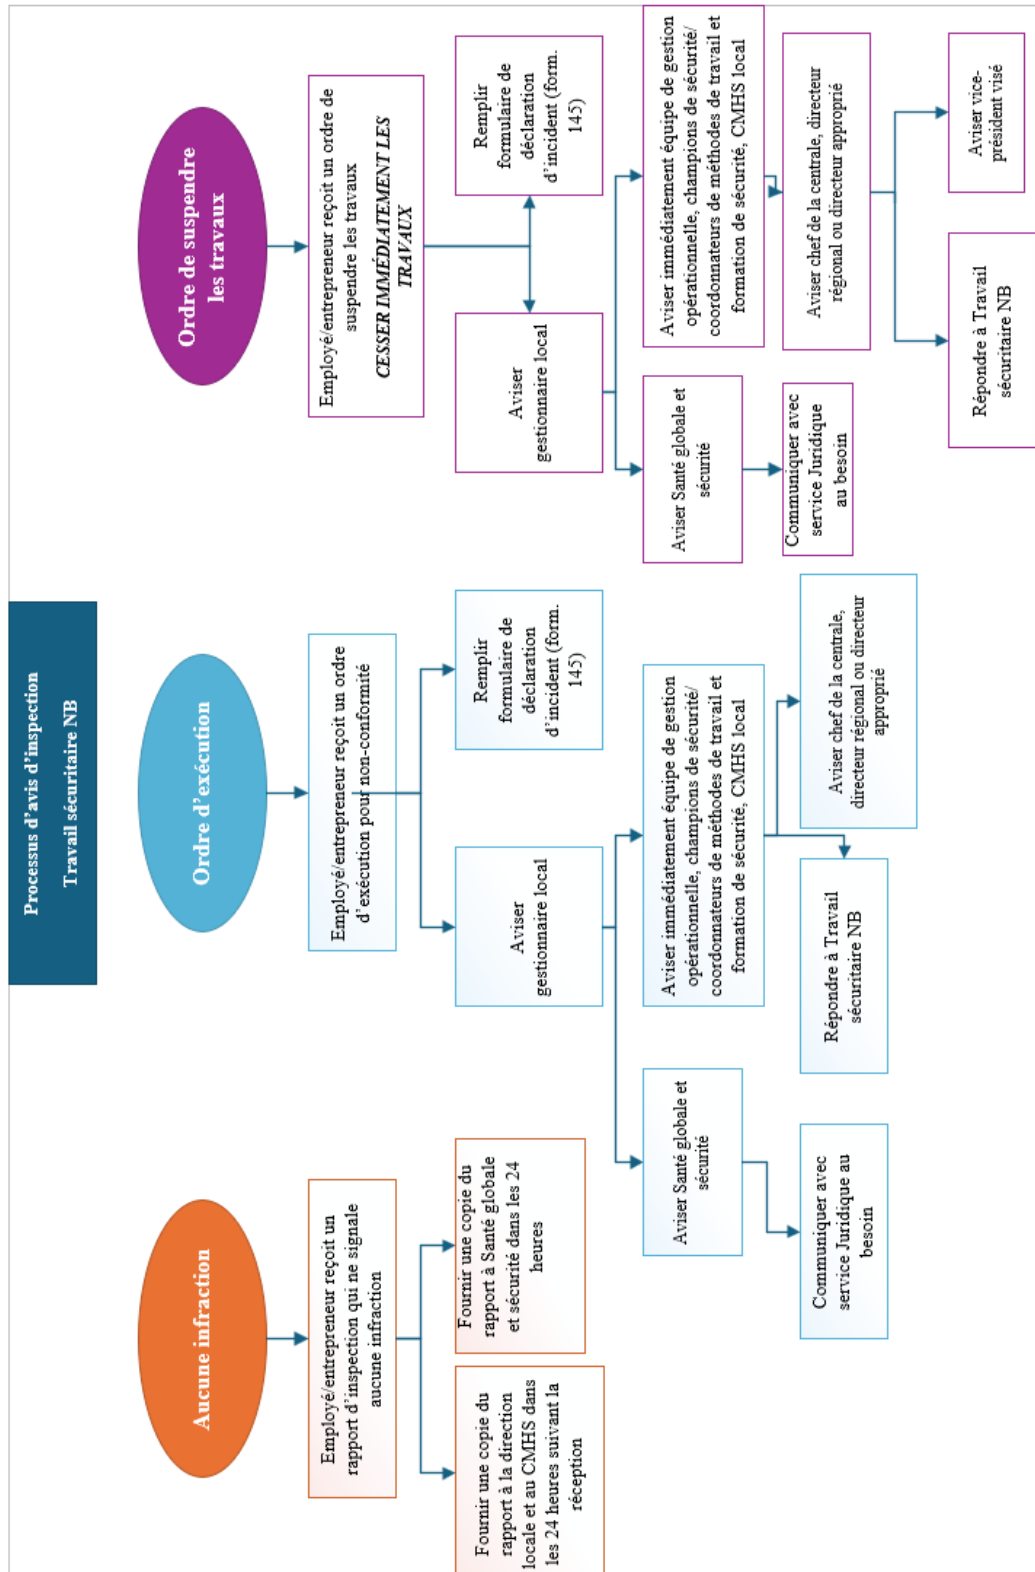 Processus d'avis d'inspection
Travail sécuritaire NB
Aucune infraction
Employé/entrepreneur reçoit un
rapport d'inspection qui ne signale
aucune infraction
Fournir une copie du
rapport à la direction
locale et au CMHS dans
les 24 heures suivant la
réception
Fournir une copie du
rapport à Santé globale
et sécurité dans les 24
heures
Ordre d'exécution
Employé/entrepreneur reçoit un ordre
d'exécution pour non-conformité
Aviser
gestionnaire local
Remplir
formulaire de
déclaration
d'incident (form.
145)
Aviser Santé globale et
sécurité
Aviser immédiatement équipe de gestion
opérationnelle, champions de sécurité/
coordonnateurs de méthodes de travail et
formation de sécurité, CMHS local
Communiquer avec
service Juridique au
besoin
Répondre à Travail
sécuritaire NB
Aviser chef de la centrale,
directeur régional ou directeur
approprié
Ordre de suspendre
les travaux
Employé/entrepreneur reçoit un ordre de
suspendre les travaux
CESSER IMMÉDIATEMENT LES
TRAVAUX
Aviser
gestionnaire local
Remplir
formulaire de
déclaration
d'incident (form.
145)
Aviser Santé globale et
sécurité
Aviser immédiatement équipe de gestion
opérationnelle, champions de sécurité/
coordonnateurs de méthodes de travail et
formation de sécurité, CMHS local
Communiquer avec
service Juridique
au besoin
Aviser chef de la centrale, directeur
régional ou directeur approprié
Répondre à Travail
sécuritaire NB
Aviser vice-
président visé